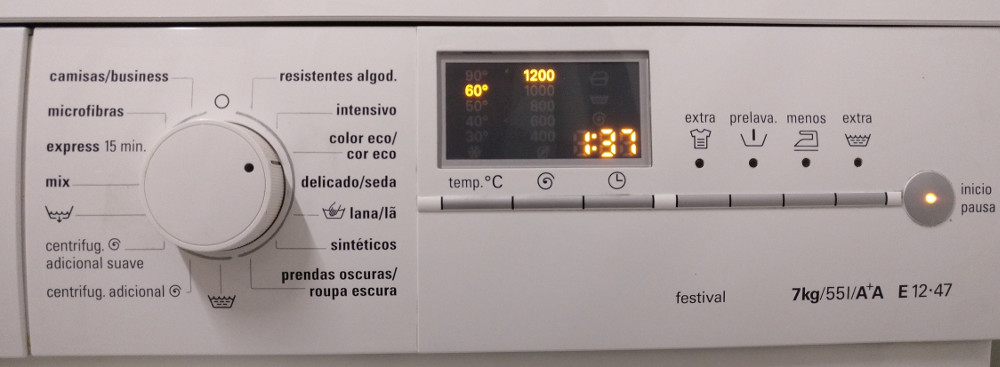 camisas/business
microfibras
express 15 min.
mix
centrifug.
adicional suave
centrifug. adicional
resistentes algod.
intensivo
color eco/
cor eco
delicado/seda
lana/lã
sintéticos
prendas oscuras/
roupa escura
90°
60°
50°
40°
30°
1200
1000
800
600
400
1:37
temp.°C
extra
prelava.
menos
extra
inicio
pausa
festival
7kg/55l/A+A E 12·47